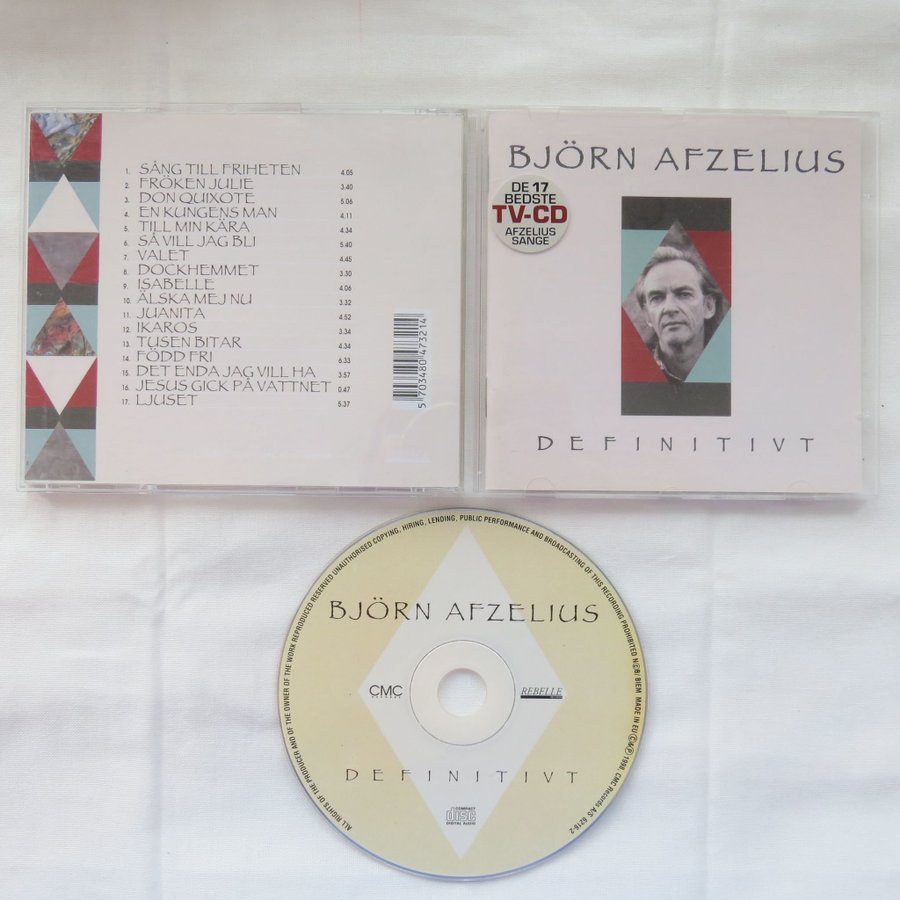 1. SÅNG TILL FRIHETEN 4.05
2. FRÖKEN JULIE 3.40
3. DON QUIXOTE 5.06
4. EN KUNGENS MAN 4.11
5. TILL MIN KÄRA 4.34
6. SÅ VILL JAG BLI 5.40
7. VALET 4.45
8. DOCKHEMMET 3.30
9. ISABELLE 4.06
10. ÄLSKA MEJ NU 3.32
11. JUANITA 4.52
12. IKAROS 3.34
13. TUSEN BITAR 4.34
14. FÖDD FRI 6.33
15. DET ENDA JAG VILL HA 3.57
16. JESUS GICK PÅ VATTNET 0.47
17. LJUSET 5.37
5 703480 473214
BJÖRN AFZELIUS
DE 17
BEDSTE
TV-CD
AFZELIUS
SANGE
DEFINITIVT
ALL RIGHTS OF THE PRODUCER AND OF THE OWNER OF THE WORK REPRODUCED RESERVED UNAUTHORISED COPYING, HIRING, LENDING, PUBLIC PERFORMANCE AND BROADCASTING OF THIS RECORDING PROHIBITED N©B/ BIEM MADE IN EU ©&℗ 1998, CMC Records A/S 6216-2
BJÖRN AFZELIUS
CMC
RECORDS
REBELLE
DEFINITIVT
COMPACT
disc
DIGITAL AUDIO